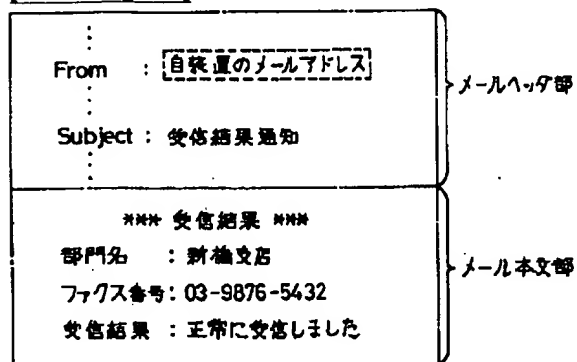 From : 自装置のメールアドレス
メールヘッダ部
Subject : 受信結果通知
*** 受信結果 ***
部門名 : 新橋支店
メール本文部
ファクス番号: 03-9876-5432
受信結果 : 正常に受信しました